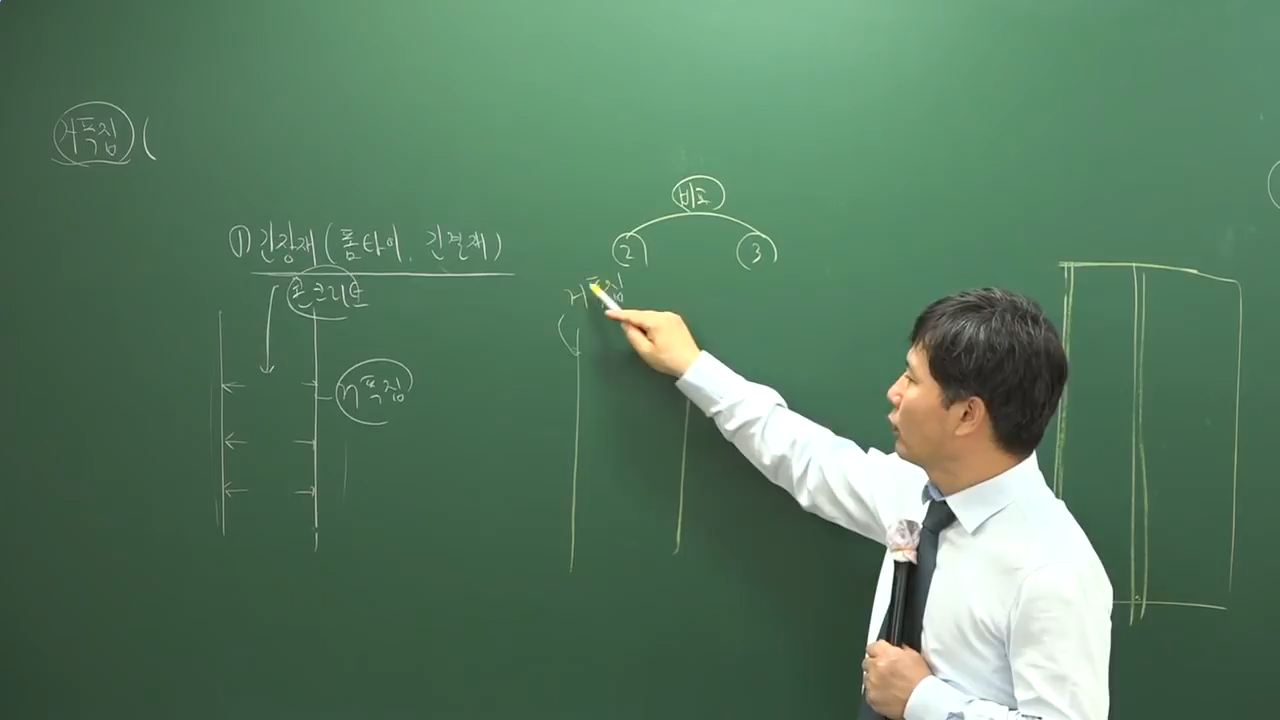 거푸집 (
비교
① 긴장재(폼타이, 긴결재)
② ③
콘크리트
거푸집
거푸집